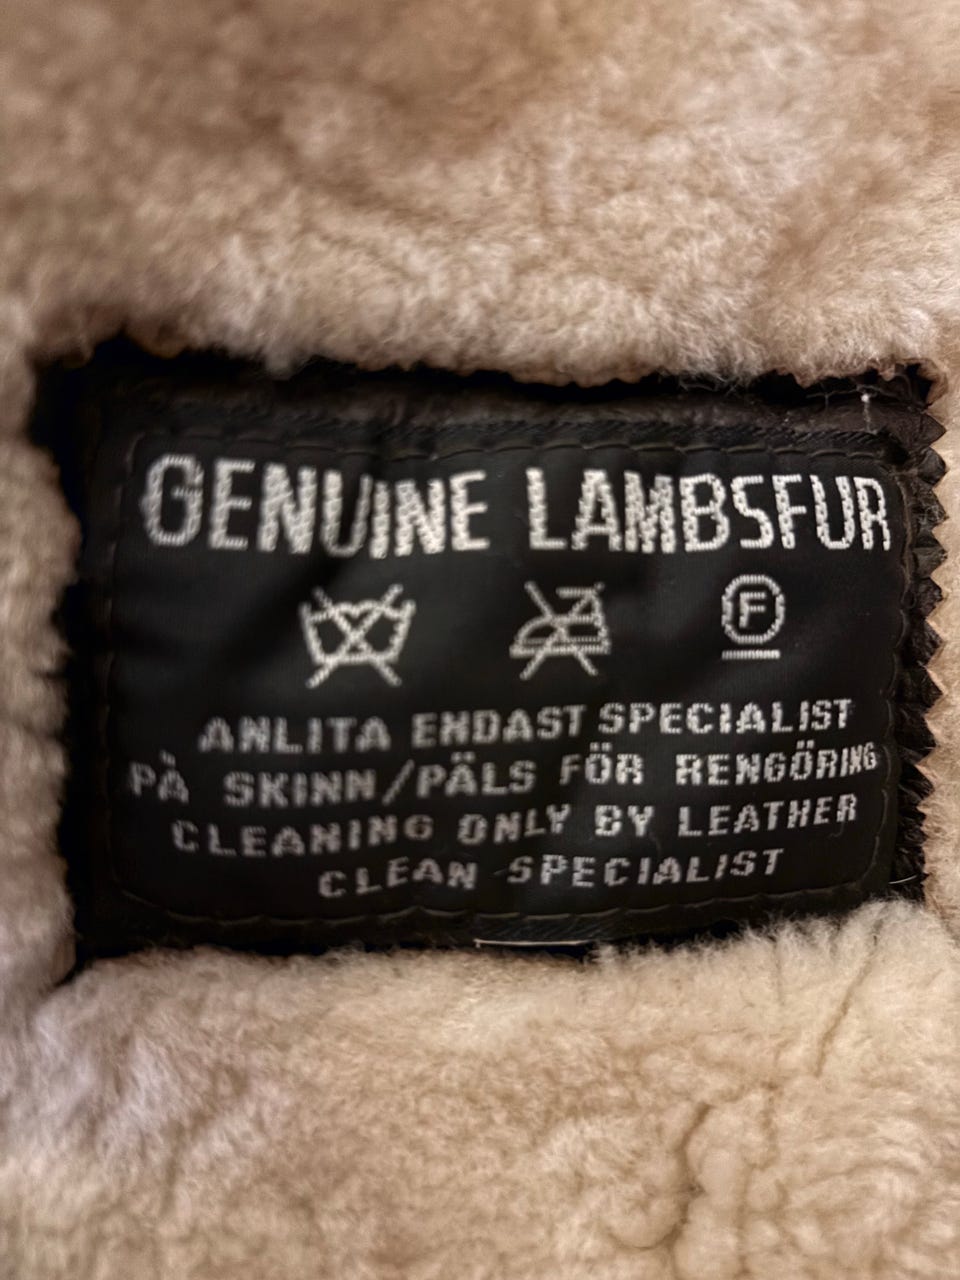 GENUINE LAMBSFUR
F
ANLITA ENDAST SPECIALIST
PÅ SKINN/PÄLS FÖR RENGÖRING
CLEANING ONLY BY LEATHER
CLEAN SPECIALIST